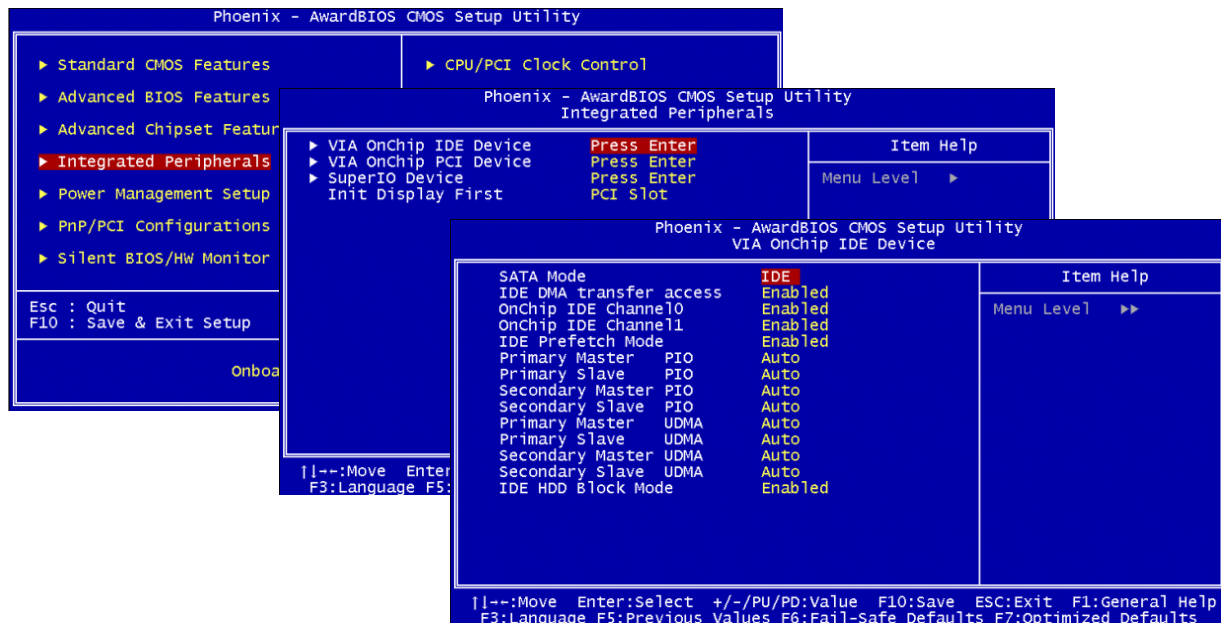 Phoenix - AwardBIOS CMOS Setup Utility
▶ Standard CMOS Features
▶ CPU/PCI Clock Control
▶ Advanced BIOS Features
▶ Advanced Chipset Featur
▶ Integrated Peripherals
▶ Power Management Setup
▶ PnP/PCI Configurations
▶ Silent BIOS/HW Monitor
Esc : Quit
F10 : Save & Exit Setup
Onboa
Phoenix - AwardBIOS CMOS Setup Utility
Integrated Peripherals
▶ VIA OnChip IDE Device Press Enter
▶ VIA OnChip PCI Device Press Enter
▶ SuperIO Device Press Enter
Init Display First PCI Slot
Item Help
Menu Level ▶
↑↓→←:Move Enter
F3:Language F5:
Phoenix - AwardBIOS CMOS Setup Utility
VIA OnChip IDE Device
SATA Mode IDE
IDE DMA transfer access Enabled
OnChip IDE Channel0 Enabled
OnChip IDE Channel1 Enabled
IDE Prefetch Mode Enabled
Primary Master PIO Auto
Primary Slave PIO Auto
Secondary Master PIO Auto
Secondary Slave PIO Auto
Primary Master UDMA Auto
Primary Slave UDMA Auto
Secondary Master UDMA Auto
Secondary Slave UDMA Auto
IDE HDD Block Mode Enabled
Item Help
Menu Level ▶▶
↑↓→←:Move Enter:Select +/-/PU/PD:Value F10:Save ESC:Exit F1:General Help
F3:Language F5:Previous Values F6:Fail-Safe Defaults F7:Optimized Defaults